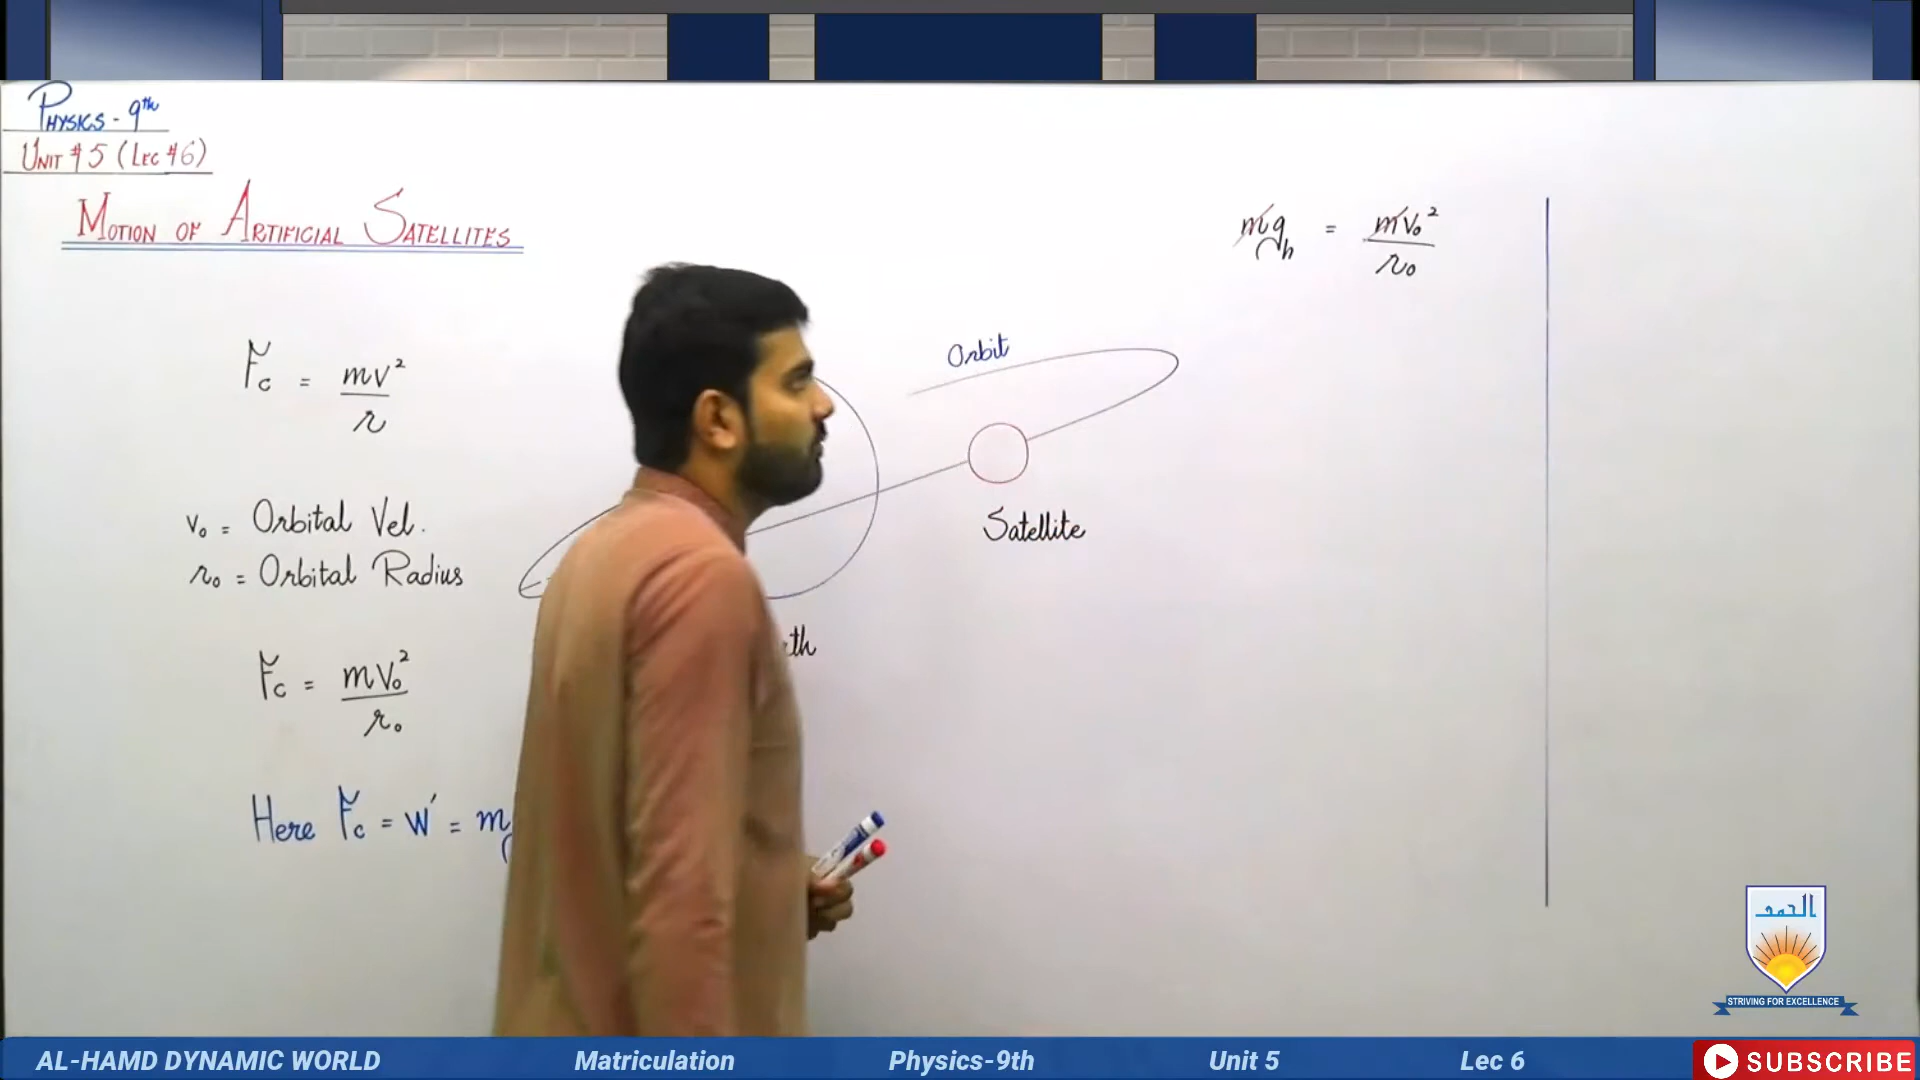 PHYSICS - 9th
UNIT # 5 (LEC # 6)
MOTION OF ARTIFICIAL SATELLITES
Fc = mv²
r
v₀ = Orbital Vel.
r₀ = Orbital Radius
Fc = mv₀²
r₀
Here Fc = w' = m
Orbit
Satellite
rth
mgh = mv₀²
r₀
الحمد
STRIVING FOR EXCELLENCE
AL-HAMD DYNAMIC WORLD Matriculation Physics-9th Unit 5 Lec 6 SUBSCRIBE